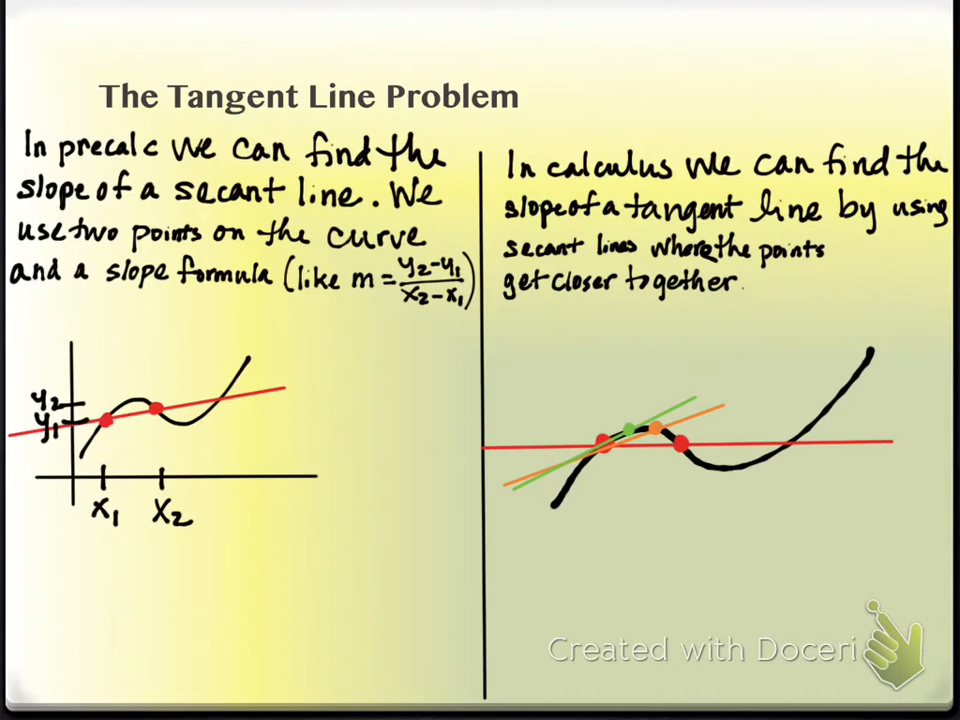 The Tangent Line Problem
In precalc we can find the
slope of a secant line. We
use two points on the curve
and a slope formula (like m = y₂-y₁/x₂-x₁)
y₂
y₁
x₁ x₂
In calculus we can find the
slope of a tangent line by using
secant lines where the points
get closer together.
Created with Doceri